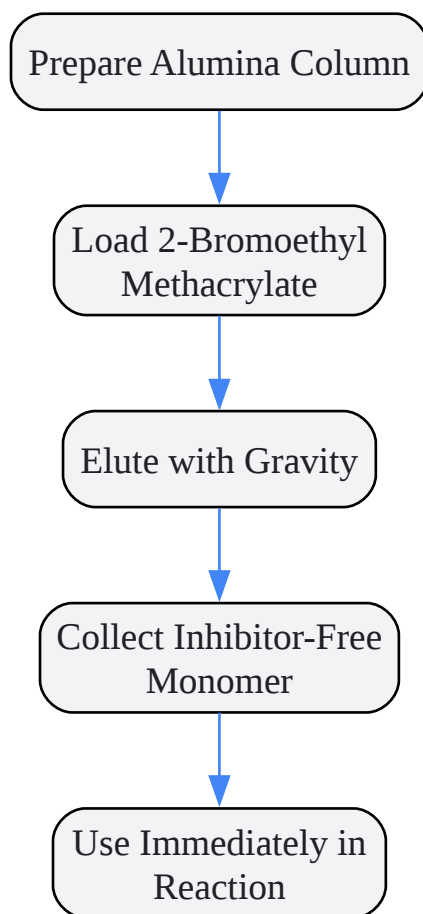 Prepare Alumina Column
Load 2-Bromoethyl
Methacrylate
Elute with Gravity
Collect Inhibitor-Free
Monomer
Use Immediately in
Reaction